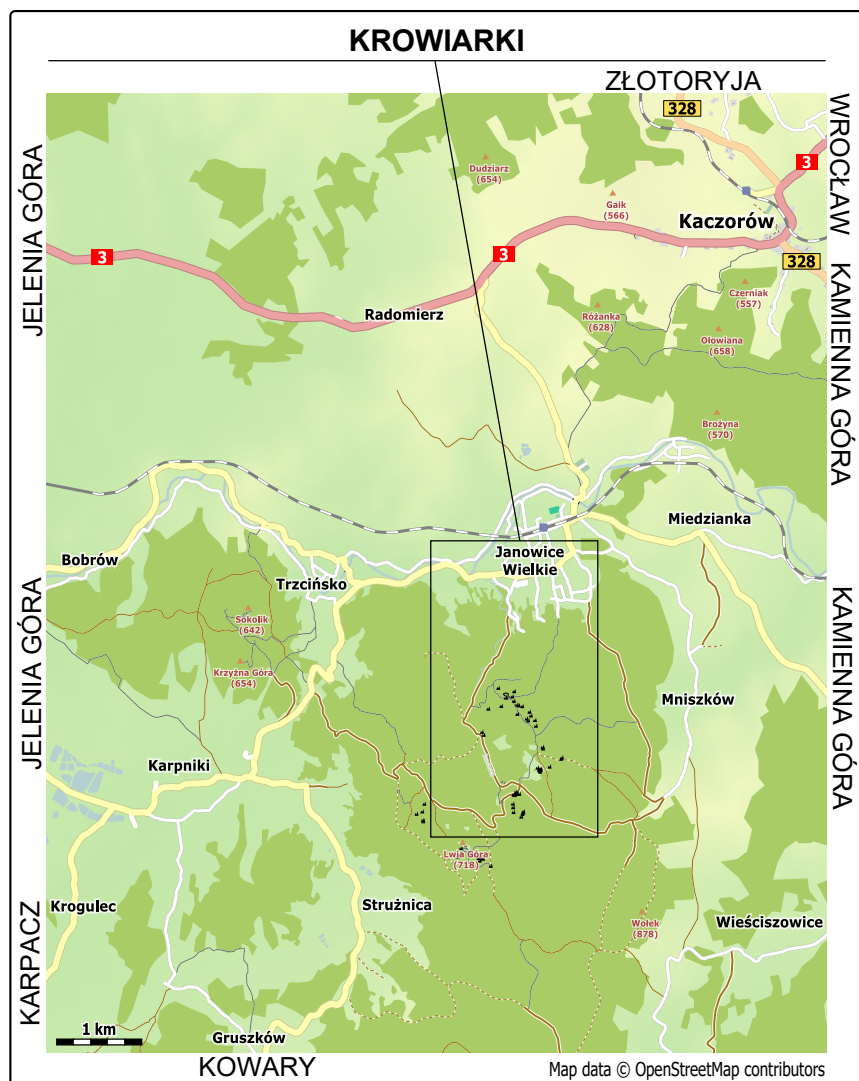 KROWIARKI
ZŁOTORYJA
WROCŁAW
JELENIA GÓRA
328
3
Dudziarz
(654)
Gaik
(566)
Kaczorów
3
3
328
KAMIENNA GÓRA
Czerniak
(557)
Radomierz
Różanka
(628)
Ołowiana
(658)
Brożyna
(570)
Miedzianka
Bobrów
Janowice
Wielkie
Trzcińsko
JELENIA GÓRA
KAMIENNA GÓRA
Sokolik
(642)
Krzyżna Góra
(654)
Mniszków
Karpniki
Lwia Góra
(718)
KARPACZ
Krogulec
Strużnica
Wołek
(878)
Wieściszowice
1 km
Gruszków
KOWARY
Map data © OpenStreetMap contributors